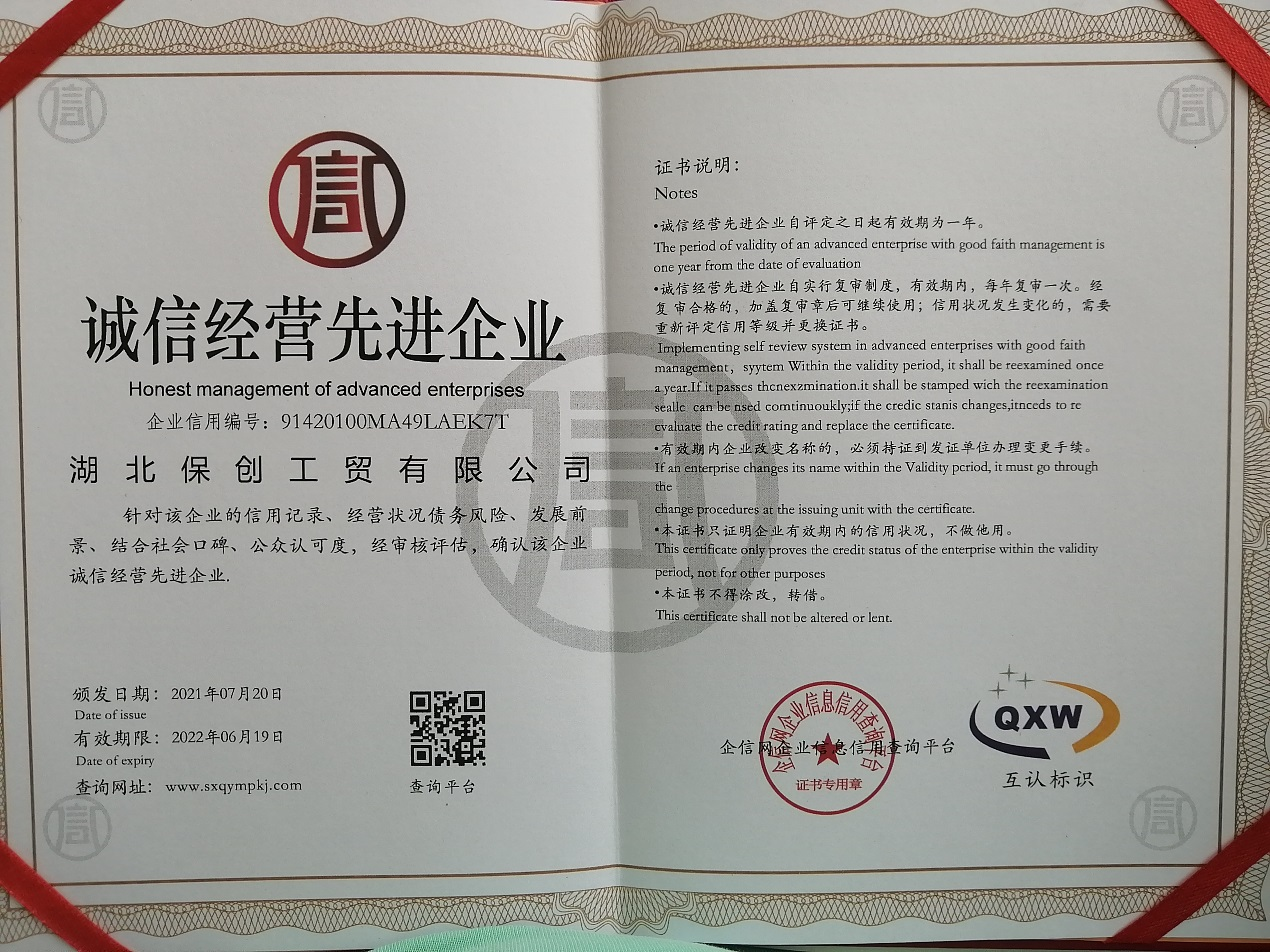 信
诚信经营先进企业
Honest management of advanced enterprises
企业信用编号：91420100MA49LAEK7T
湖北保创工贸有限公司
针对该企业的信用记录、经营状况债务风险、发展前
景、结合社会口碑、公众认可度，经审核评估，确认该企业
诚信经营先进企业.
颁发日期：2021年07月20日
Date of issue
有效期限：2022年06月19日
Date of expiry
查询网址：www.sxqympkj.com
查询平台
证书说明：
Notes
•诚信经营先进企业自评定之日起有效期为一年。
The period of validity of an advanced enterprise with good faith management is
one year from the date of evaluation
•诚信经营先进企业自实行复审制度，有效期内，每年复审一次。经
复审合格的，加盖复审章后可继续使用；信用状况发生变化的，需要
重新评定信用等级并更换证书。
Implementing self review system in advanced enterprises with good faith
management，syytem Within the validity period, it shall be reexamined once
a year.If it passes thcnexzmination.it shall be stamped wich the reexamination
sealle can be nsed comtinuoukly;if the credic stanis changes,itnceds to re
evaluate the credit rating and replace the certificate.
•有效期内企业改变名称的，必须持证到发证单位办理变更手续。
If an enterprise changes its name within the Validity period, it must go through
the
change procedures at the issuing unit with the certificate.
•本证书只证明企业有效期内的信用状况，不做他用。
This certificate only proves the credit status of the enterprise within the validity
period, not for other purposes
•本证书不得涂改，转借。
This certificate shall not be altered or lent.
企信网企业信息信用查询平台
企信网企业信息信用查询平台
证书专用章
QXW
互认标识